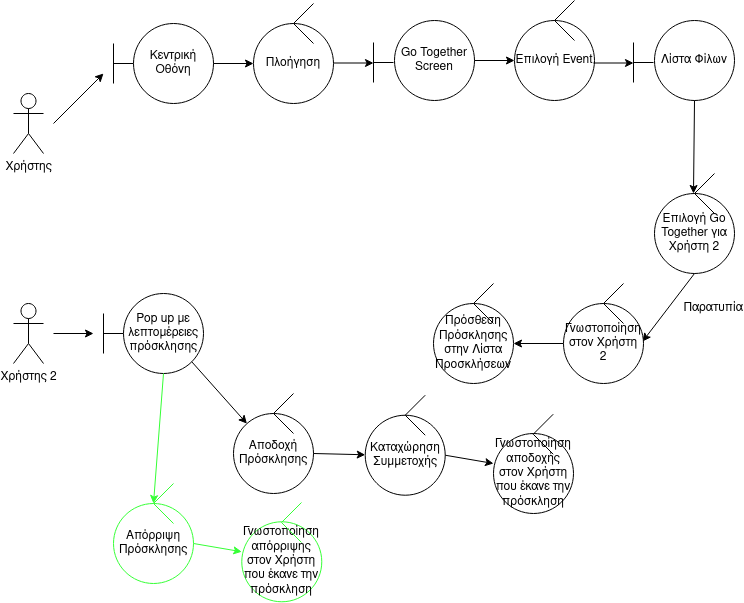 Κεντρική
Οθόνη
Πλοήγηση
Go Together
Screen
Επιλογή Event
Λίστα Φίλων
Χρήστης
Επιλογή Go
Together για
Χρήστη 2
Παρατυπία
Γνωστοποίηση
στον Χρήστη
2
Πρόσθεση
Πρόσκλησης
στην Λίστα
Προσκλήσεων
Pop up με
λεπτομέρειες
πρόσκλησης
Χρήστης 2
Αποδοχή
Πρόσκλησης
Καταχώρηση
Συμμετοχής
Γνωστοποίηση
αποδοχής
στον Χρήστη
που έκανε την
πρόσκληση
Απόρριψη
Πρόσκλησης
Γνωστοποίηση
απόρριψης
στον Χρήστη
που έκανε την
πρόσκληση